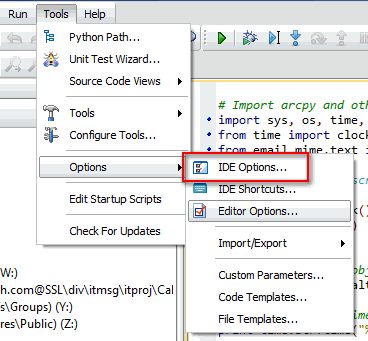 Run Tools Help
Python Path...
Unit Test Wizard...
Source Code Views
Tools
Configure Tools...
Options
Edit Startup Scripts
Check For Updates
IDE Options...
IDE Shortcuts...
Editor Options...
Import/Export
Custom Parameters...
Code Templates...
File Templates...
# Import arcpy and oth
import sys, os, time,
from time import clock
from email.mime.text i
W:)
h.com@SSL\div\itmsg\itproj\Cal
s\Groups) (Y:)
res\Public) (Z:)